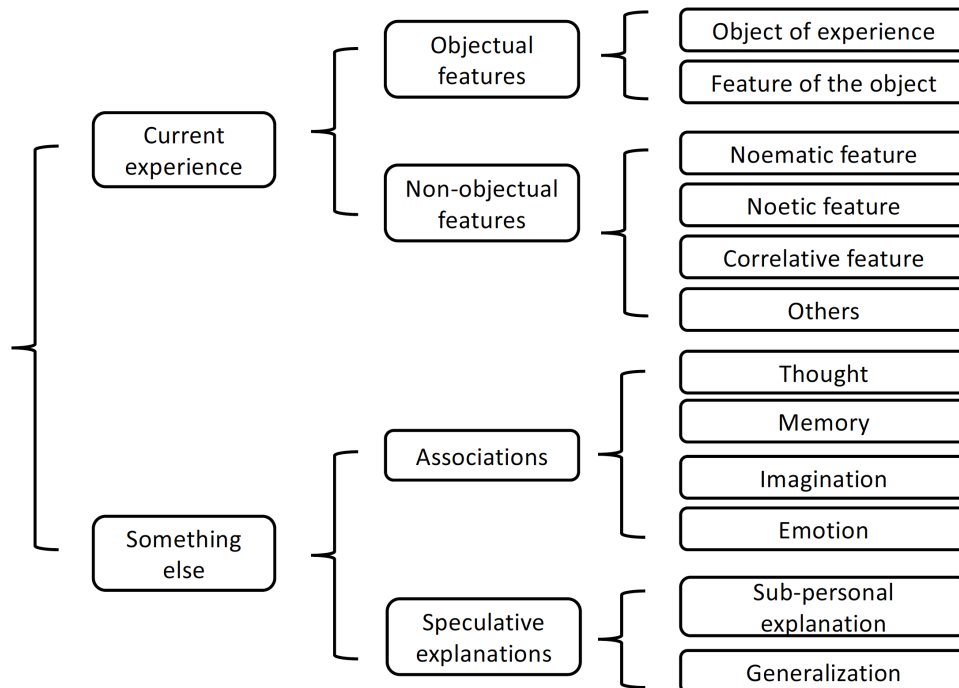 Current
experience
Objectual
features
Object of experience
Feature of the object
Non-objectual
features
Noematic feature
Noetic feature
Correlative feature
Others
Something
else
Associations
Thought
Memory
Imagination
Emotion
Speculative
explanations
Sub-personal
explanation
Generalization